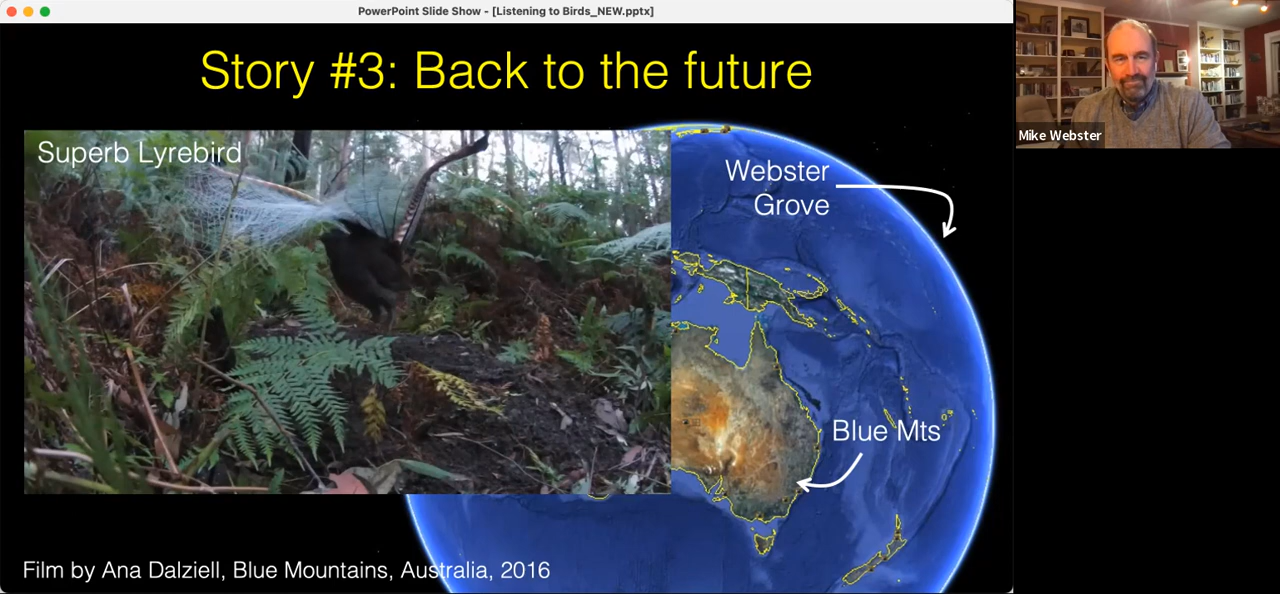 PowerPoint Slide Show - [Listening to Birds_NEW.pptx]
Story #3: Back to the future
Superb Lyrebird
Webster
Grove
Blue Mts
Film by Ana Dalziell, Blue Mountains, Australia, 2016
Mike Webster